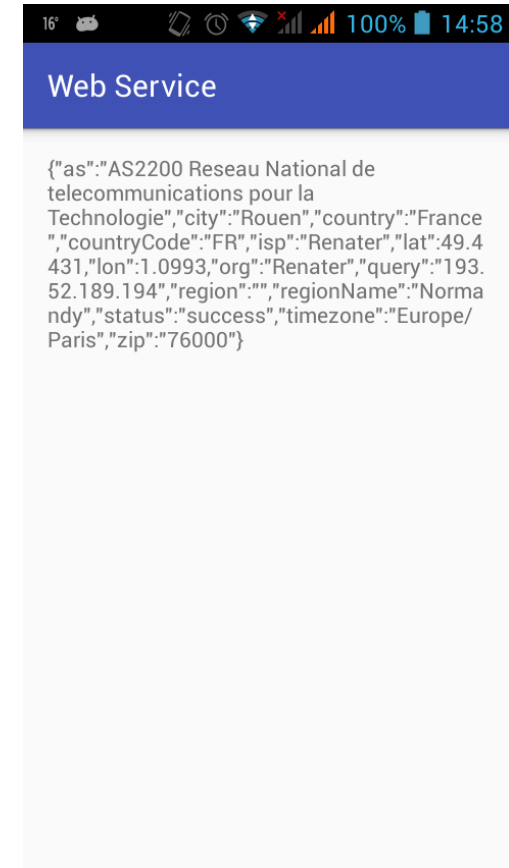 16° 100% 14:58
Web Service
{"as":"AS2200 Reseau National de
telecommunications pour la
Technologie","city":"Rouen","country":"France
","countryCode":"FR","isp":"Renater","lat":49.4
431,"lon":1.0993,"org":"Renater","query":"193.
52.189.194","region":"","regionName":"Norma
ndy","status":"success","timezone":"Europe/
Paris","zip":"76000"}